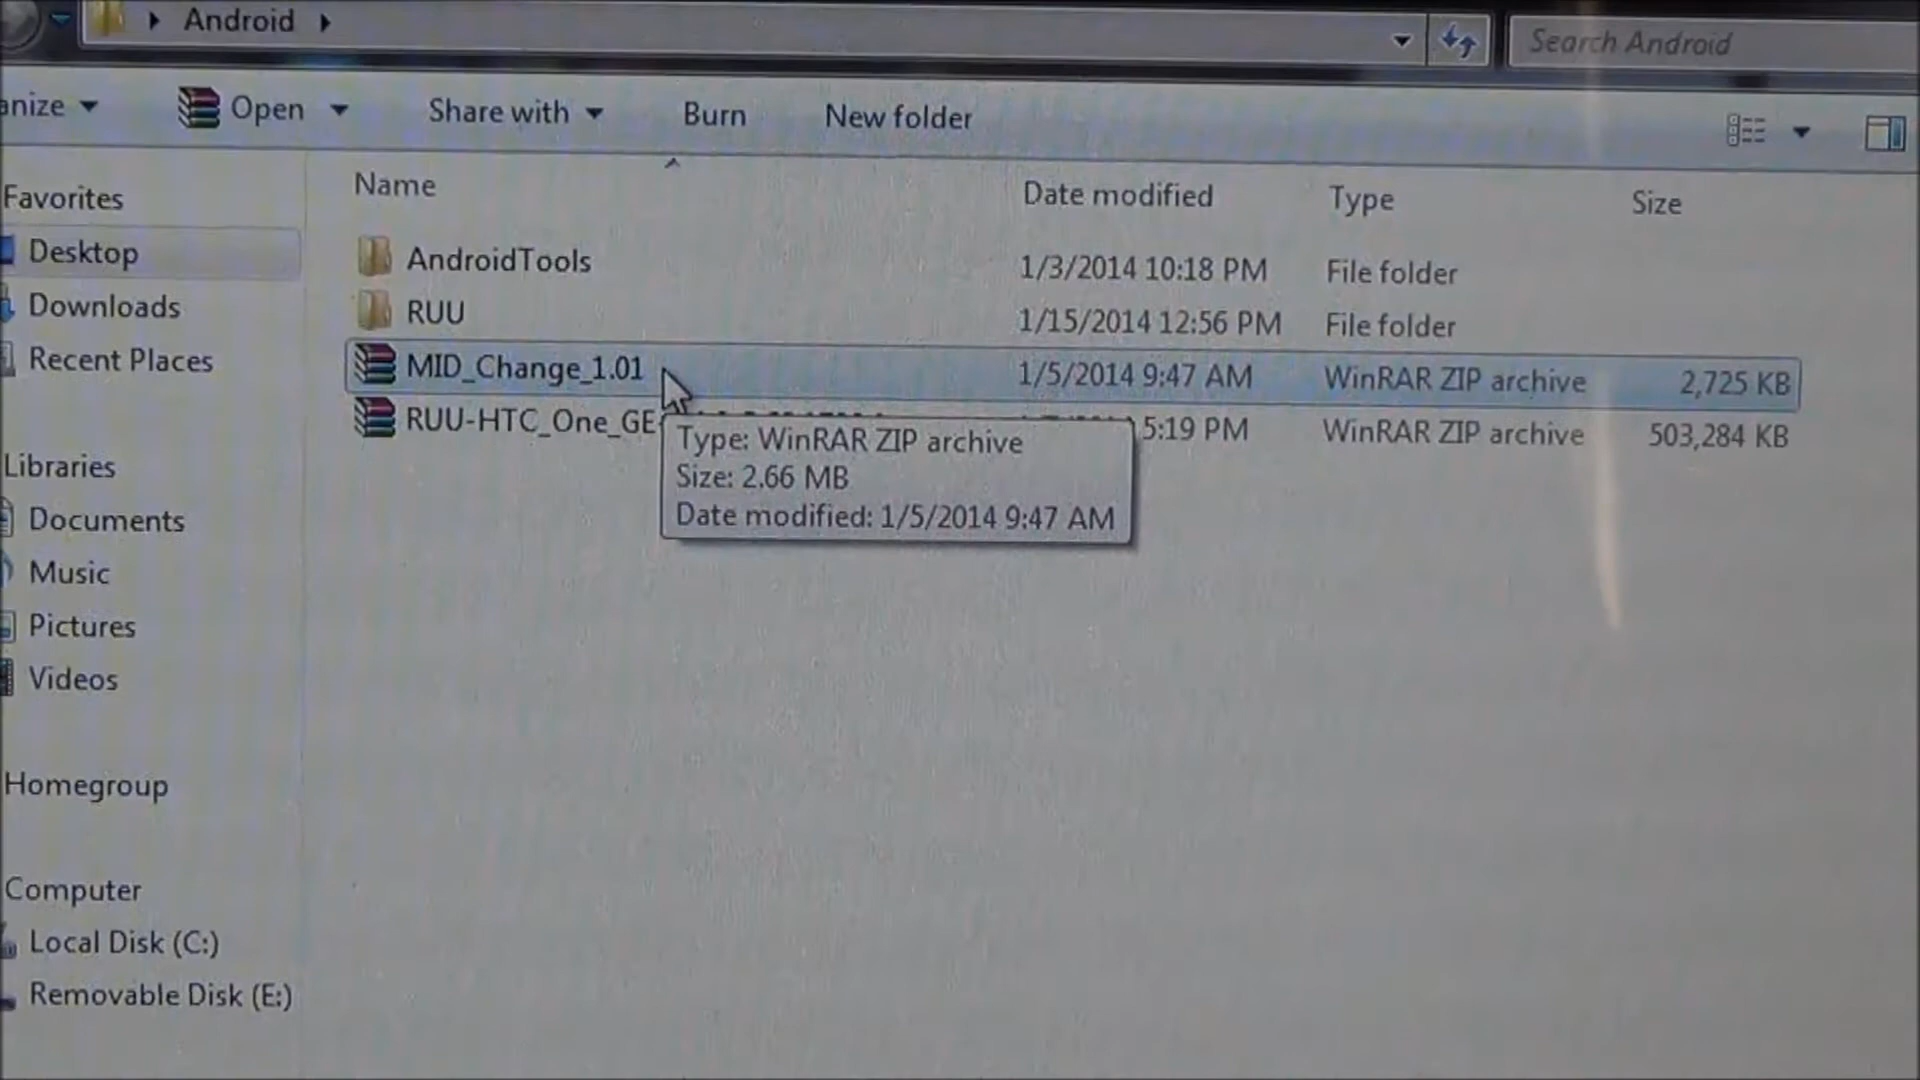 Android
Search Android
anize
Open
Share with
Burn
New folder
Name
Date modified
Type
Size
Favorites
Desktop
Downloads
Recent Places
Libraries
Documents
Music
Pictures
Videos
Homegroup
Computer
Local Disk (C:)
Removable Disk (E:)
AndroidTools 1/3/2014 10:18 PM File folder
RUU 1/15/2014 12:56 PM File folder
MID_Change_1.01 1/5/2014 9:47 AM WinRAR ZIP archive 2,725 KB
RUU-HTC_One_GE 5:19 PM WinRAR ZIP archive 503,284 KB
Type: WinRAR ZIP archive
Size: 2.66 MB
Date modified: 1/5/2014 9:47 AM